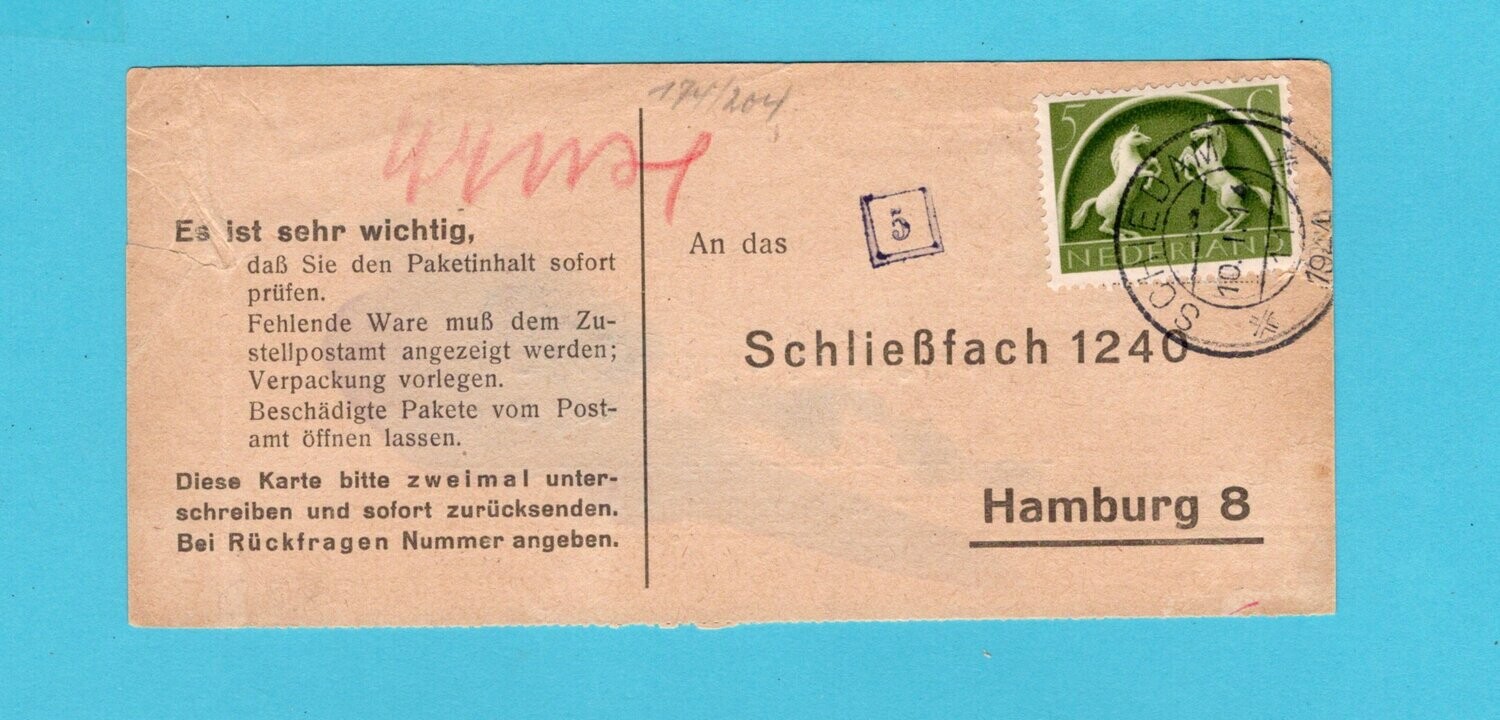 174/204
Es ist sehr wichtig,
daß Sie den Paketinhalt sofort
prüfen.
Fehlende Ware muß dem Zu-
stellpostamt angezeigt werden;
Verpackung vorlegen.
Beschädigte Pakete vom Post-
amt öffnen lassen.
Diese Karte bitte zweimal unter-
schreiben und sofort zurücksenden.
Bei Rückfragen Nummer angeben.
An das
5
Schließfach 1240
Hamburg 8
5 C
NEDERLAND
SCHIEDAM